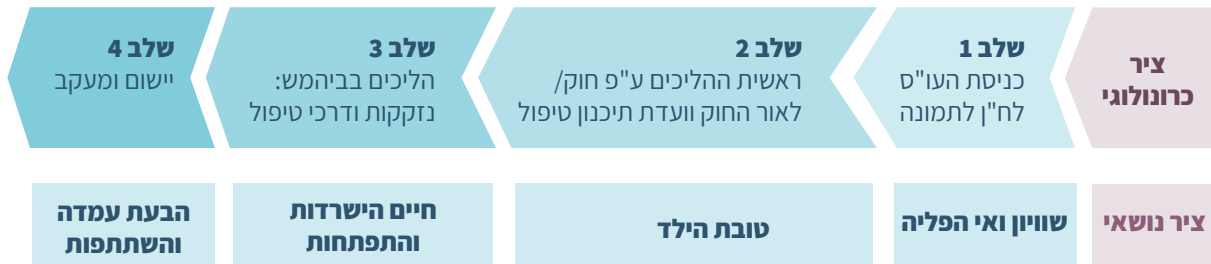 ציר
כרונולוגי
שלב 1
כניסת העו"ס
לח"ן לתמונה
שלב 2
ראשית ההליכים ע"פ חוק/
לאור החוק וועדת תיכנון טיפול
שלב 3
הליכים בביהמש:
נזקקות ודרכי טיפול
שלב 4
יישום ומעקב
ציר נושאי
שוויון ואי הפליה
טובת הילד
חיים הישרדות
והתפתחות
הבעת עמדה
והשתתפות